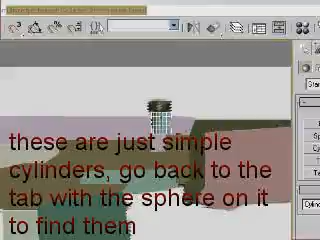 these are just simple
cylinders, go back to the
tab with the sphere on it
to find them